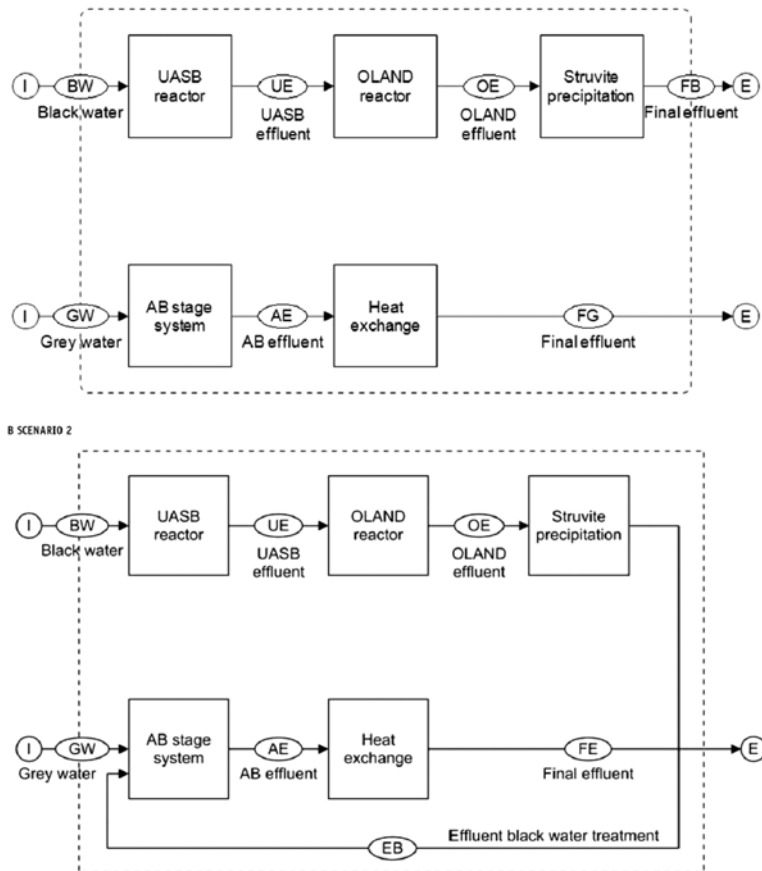 I
BW
Black water
UASB
reactor
UE
UASB
effluent
OLAND
reactor
OE
OLAND
effluent
Struvite
precipitation
FB
Final effluent
E
I
GW
Grey water
AB stage
system
AE
AB effluent
Heat
exchange
FG
Final effluent
E
B SCENARIO 2
I
BW
Black water
UASB
reactor
UE
UASB
effluent
OLAND
reactor
OE
OLAND
effluent
Struvite
precipitation
I
GW
Grey water
AB stage
system
AE
AB effluent
Heat
exchange
FE
Final effluent
E
Effluent black water treatment
EB